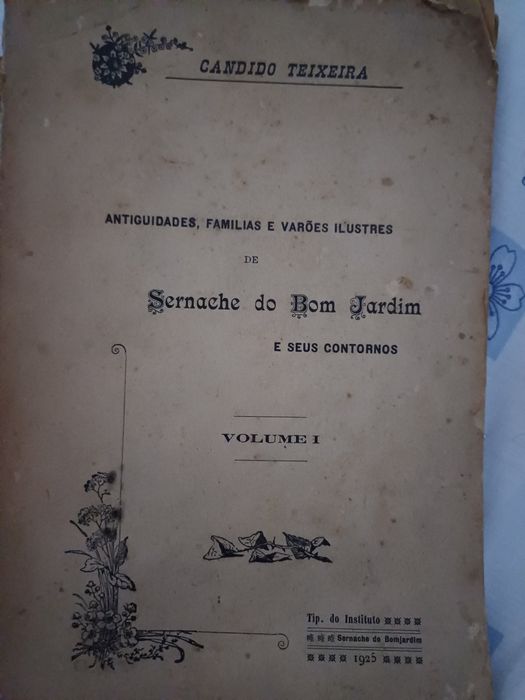 CANDIDO TEIXEIRA
ANTIGUIDADES, FAMILIAS E VARÕES ILUSTRES
DE
Sernache do Bom Jardim
E SEUS CONTORNOS
VOLUME I
Tip. do Instituto
Sernache do Bomjardim
1925